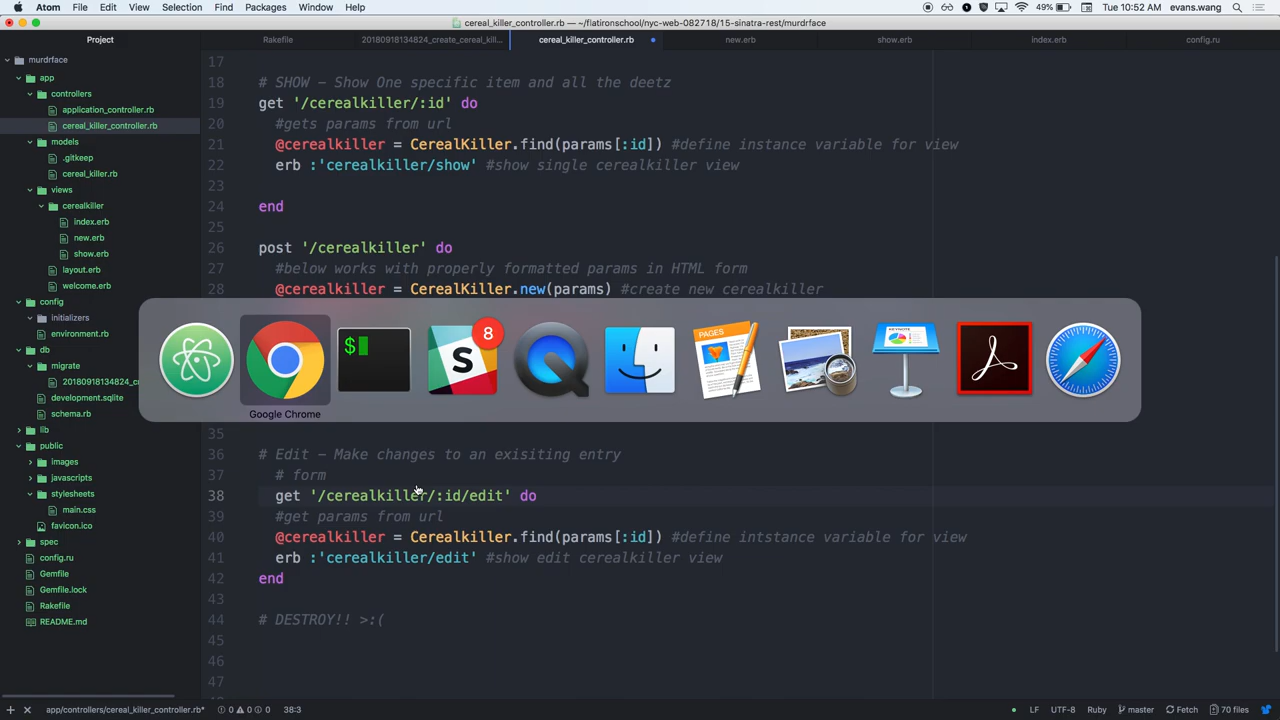 Atom File Edit View Selection Find Packages Window Help
49% Tue 10:52 AM evans.wang
cereal_killer_controller.rb — ~/flatironschool/nyc-web-082718/15-sinatra-rest/murdrface
Project
Rakefile 20180918134824_create_cereal_kill... cereal_killer_controller.rb new.erb show.erb index.erb config.ru
murdrface
app
controllers
application_controller.rb
cereal_killer_controller.rb
models
.gitkeep
cereal_killer.rb
views
cerealkiller
index.erb
new.erb
show.erb
layout.erb
welcome.erb
config
initializers
environment.rb
db
migrate
20180918134824_c
development.sqlite
schema.rb
lib
public
images
javascripts
stylesheets
main.css
favicon.ico
spec
config.ru
Gemfile
Gemfile.lock
Rakefile
README.md
17
18 # SHOW – Show One specific item and all the deetz
19 get '/cerealkiller/:id' do
20 #gets params from url
21 @cerealkiller = CerealKiller.find(params[:id]) #define instance variable for view
22 erb :'cerealkiller/show' #show single cerealkiller view
24 end
25
26 post '/cerealkiller' do
27 #below works with properly formatted params in HTML form
28 @cerealkiller = CerealKiller.new(params) #create new cerealkiller
$
S
8
PAGES
KEYNOTE
Google Chrome
35
36 # Edit – Make changes to an exisiting entry
37 # form
38 get '/cerealkiller/:id/edit' do
39 #get params from url
40 @cerealkiller = Cerealkiller.find(params[:id]) #define intstance variable for view
41 erb :'cerealkiller/edit' #show edit cerealkiller view
42 end
43
44 # DESTROY!! >:(
45
46
47
app/controllers/cereal_killer_controller.rb* 0 0 0 38:3 LF UTF-8 Ruby master Fetch 70 files